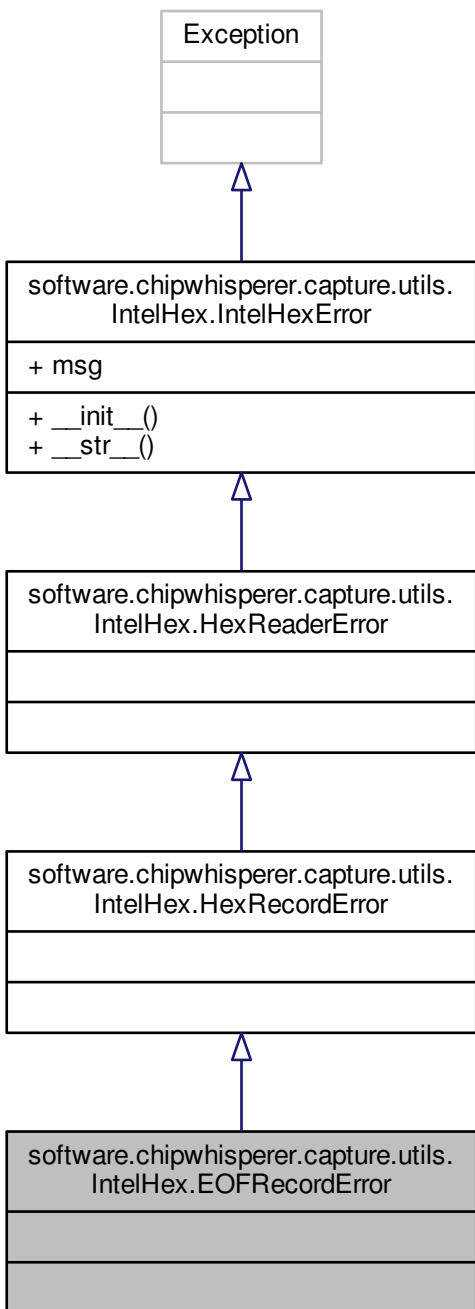 Exception
software.chipwhisperer.capture.utils.
IntelHex.IntelHexError
+ msg
+ __init__()
+ __str__()
software.chipwhisperer.capture.utils.
IntelHex.HexReaderError
software.chipwhisperer.capture.utils.
IntelHex.HexRecordError
software.chipwhisperer.capture.utils.
IntelHex.EOFRecordError